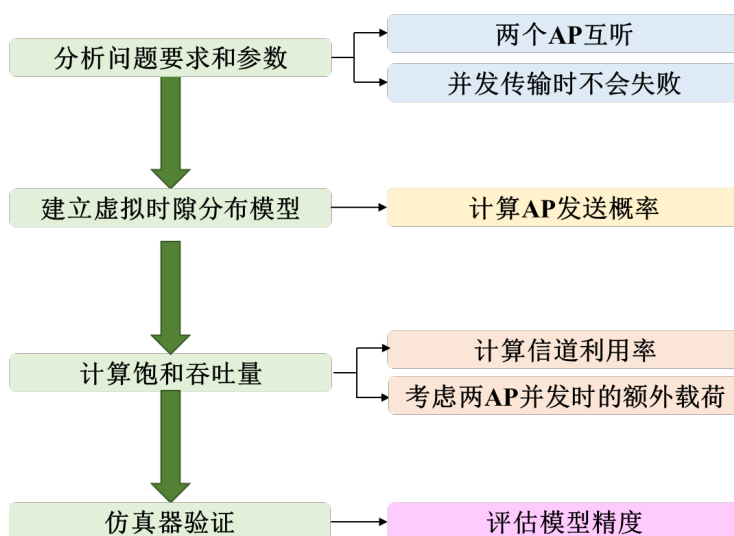 分析问题要求和参数
两个AP互听
并发传输时不会失败
建立虚拟时隙分布模型
计算AP发送概率
计算饱和吞吐量
计算信道利用率
考虑两AP并发时的额外载荷
仿真器验证
评估模型精度